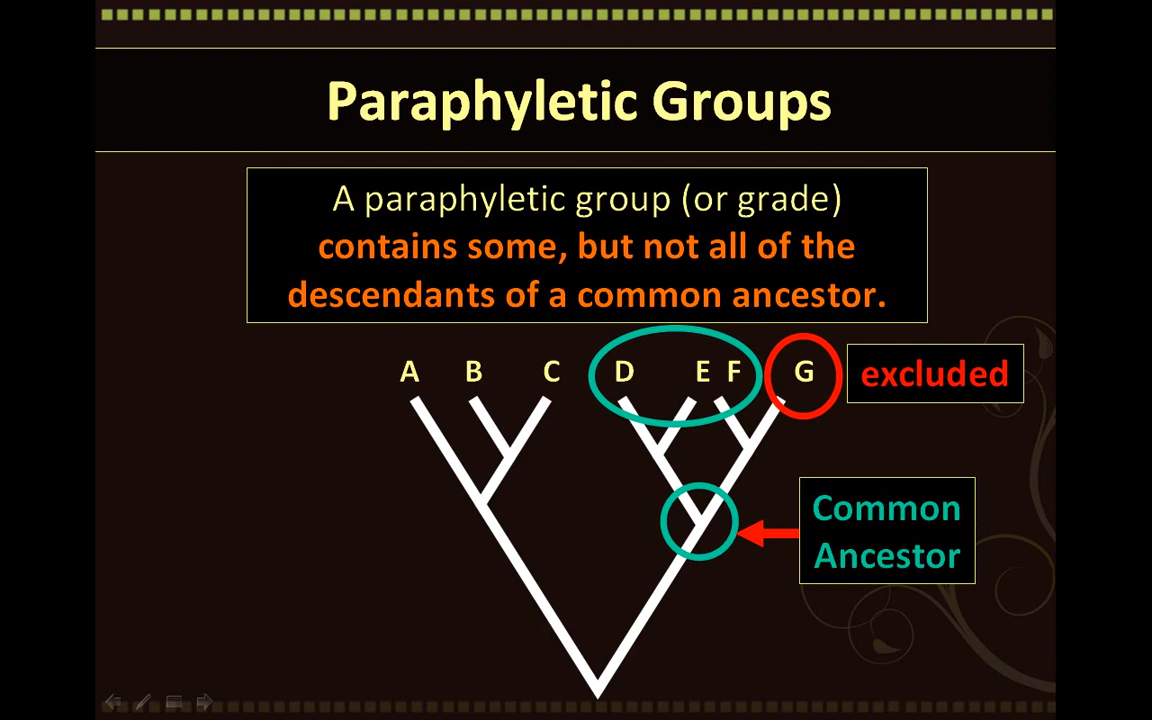 Paraphyletic Groups
A paraphyletic group (or grade)
contains some, but not all of the
descendants of a common ancestor.
A B C D E F G excluded
Common
Ancestor